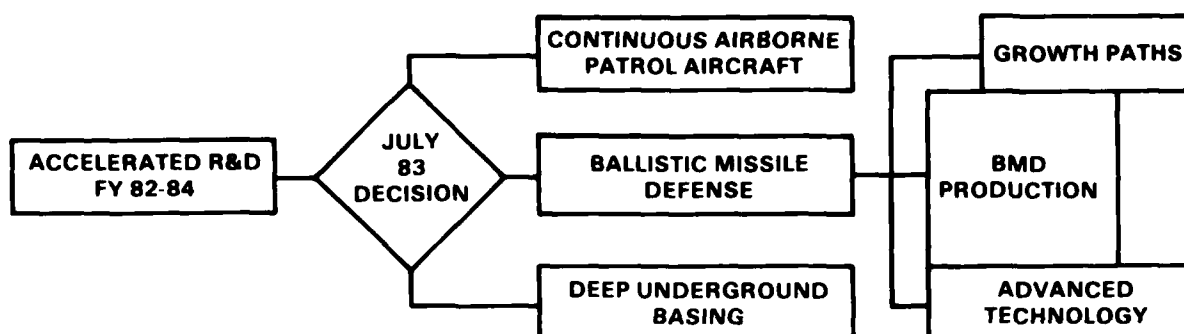 ACCELERATED R&D
FY 82-84
JULY
83
DECISION
CONTINUOUS AIRBORNE
PATROL AIRCRAFT
BALLISTIC MISSILE
DEFENSE
DEEP UNDERGROUND
BASING
GROWTH PATHS
BMD
PRODUCTION
ADVANCED
TECHNOLOGY